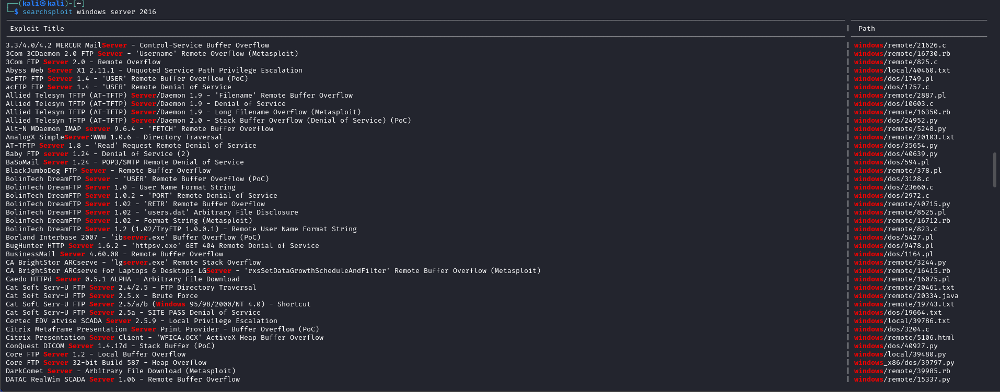 ┌──(kali㉿kali)-[~]
└─$ searchsploit windows server 2016
Exploit Title | Path
3.3/4.0/4.2 MERCUR MailServer - Control-Service Buffer Overflow | windows/remote/21626.c
3Com 3CDaemon 2.0 FTP Server - 'Username' Remote Overflow (Metasploit) | windows/remote/16730.rb
3Com FTP Server 2.0 - Remote Overflow | windows/remote/825.c
Abyss Web Server X1 2.11.1 - Unquoted Service Path Privilege Escalation | windows/local/40460.txt
acFTP FTP Server 1.4 - 'USER' Remote Buffer Overflow (PoC) | windows/dos/1749.pl
acFTP FTP Server 1.4 - 'USER' Remote Denial of Service | windows/dos/1757.c
Allied Telesyn TFTP (AT-TFTP) Server/Daemon 1.9 - 'Filename' Remote Buffer Overflow | windows/remote/2887.pl
Allied Telesyn TFTP (AT-TFTP) Server/Daemon 1.9 - Denial of Service | windows/dos/10603.c
Allied Telesyn TFTP (AT-TFTP) Server/Daemon 1.9 - Long Filename Overflow (Metasploit) | windows/remote/16350.rb
Allied Telesyn TFTP (AT-TFTP) Server/Daemon 2.0 - Stack Buffer Overflow (Denial of Service) (PoC) | windows/dos/24952.py
Alt-N MDaemon IMAP server 9.6.4 - 'FETCH' Remote Buffer Overflow | windows/remote/5248.py
AnalogX SimpleServer:WWW 1.0.6 - Directory Traversal | windows/remote/20103.txt
AT-TFTP Server 1.8 - 'Read' Request Remote Denial of Service | windows/dos/35654.py
Baby FTP server 1.24 - Denial of Service (2) | windows/dos/40639.py
BaSoMail Server 1.24 - POP3/SMTP Remote Denial of Service | windows/dos/594.pl
BlackJumboDog FTP Server - Remote Buffer Overflow | windows/remote/378.pl
BolinTech DreamFTP Server - 'USER' Remote Buffer Overflow (PoC) | windows/dos/3128.c
BolinTech DreamFTP Server 1.0 - User Name Format String | windows/dos/23660.c
BolinTech DreamFTP Server 1.0.2 - 'PORT' Remote Denial of Service | windows/dos/2972.c
BolinTech DreamFTP Server 1.02 - 'RETR' Remote Buffer Overflow | windows/remote/40715.py
BolinTech DreamFTP Server 1.02 - 'users.dat' Arbitrary File Disclosure | windows/remote/8525.pl
BolinTech DreamFTP Server 1.02 - Format String (Metasploit) | windows/remote/16712.rb
BolinTech DreamFTP Server 1.2 (1.02/TryFTP 1.0.0.1) - Remote User Name Format String | windows/remote/823.c
Borland Interbase 2007 - 'ibserver.exe' Buffer Overflow (PoC) | windows/dos/5427.pl
BugHunter HTTP Server 1.6.2 - 'httpsv.exe' GET 404 Remote Denial of Service | windows/dos/9478.pl
BusinessMail Server 4.60.00 - Remote Buffer Overflow | windows/dos/1164.pl
CA BrightStor ARCserve - 'lgserver.exe' Remote Stack Overflow | windows/remote/3244.py
CA BrightStor ARCserve for Laptops & Desktops LGServer - 'rxsSetDataGrowthScheduleAndFilter' Remote Buffer Overflow (Metasploit) | windows/remote/16415.rb
Caedo HTTPd Server 0.5.1 ALPHA - Arbitrary File Download | windows/remote/16075.pl
Cat Soft Serv-U FTP Server 2.4/2.5 - FTP Directory Traversal | windows/remote/20461.txt
Cat Soft Serv-U FTP Server 2.5.x - Brute Force | windows/remote/20334.java
Cat Soft Serv-U FTP Server 2.5/a/b (Windows 95/98/2000/NT 4.0) - Shortcut | windows/remote/19743.txt
Cat Soft Serv-U FTP Server 2.5a - SITE PASS Denial of Service | windows/dos/19664.txt
Certec EDV atvise SCADA Server 2.5.9 - Local Privilege Escalation | windows/local/39786.txt
Citrix Metaframe Presentation Server Print Provider - Buffer Overflow (PoC) | windows/dos/3204.c
Citrix Presentation Server Client - 'WFICA.OCX' ActiveX Heap Buffer Overflow | windows/remote/5106.html
ConQuest DICOM Server 1.4.17d - Stack Buffer (PoC) | windows/dos/40927.py
Core FTP Server 1.2 - Local Buffer Overflow | windows/local/39480.py
Core FTP Server 32-bit Build 587 - Heap Overflow | windows_x86/dos/39797.py
DarkComet Server - Arbitrary File Download (Metasploit) | windows/remote/39985.rb
DATAC RealWin SCADA Server 1.06 - Remote Buffer Overflow | windows/remote/15337.py